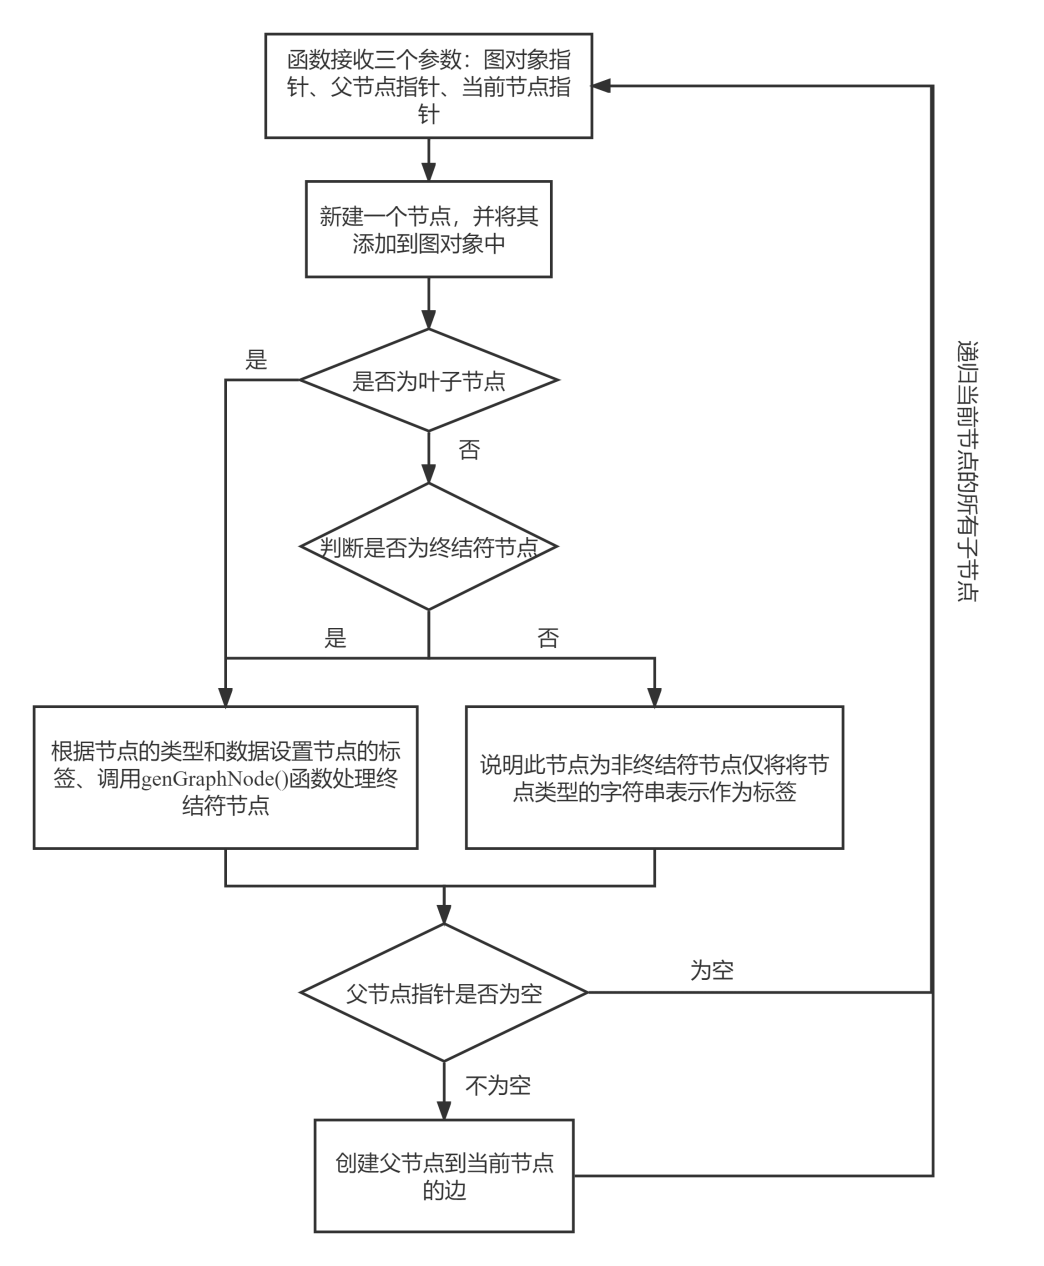 函数接收三个参数：图对象指
针、父节点指针、当前节点指
针
新建一个节点，并将其
添加到图对象中
是
是否为叶子节点
否
判断是否为终结符节点
是
否
递归当前节点的所有子节点
根据节点的类型和数据设置节点的标
签、调用genGraphNode()函数处理终
结符节点
说明此节点为非终结符节点仅将将节
点类型的字符串表示作为标签
为空
父节点指针是否为空
不为空
创建父节点到当前节点
的边